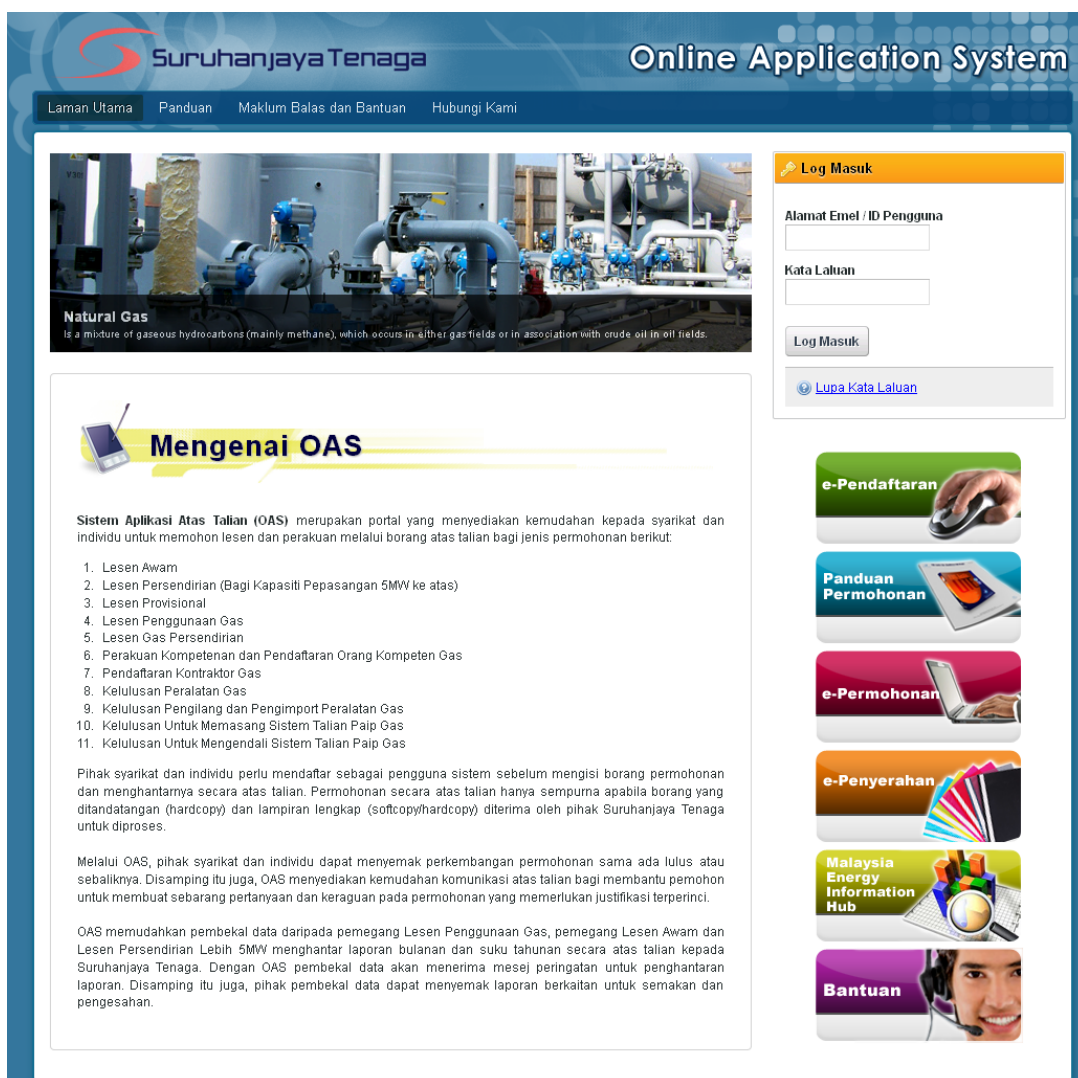 Suruhanjaya Tenaga
Online Application System
Laman Utama
Panduan
Maklum Balas dan Bantuan
Hubungi Kami
Natural Gas
Is a mixture of gaseous hydrocarbons (mainly methane), which occurs in either gas fields or in association with crude oil in oil fields.
Log Masuk
Alamat Emel / ID Pengguna
Kata Laluan
Log Masuk
Lupa Kata Laluan
Mengenai OAS
Sistem Aplikasi Atas Talian (OAS) merupakan portal yang menyediakan kemudahan kepada syarikat dan
individu untuk memohon lesen dan perakuan melalui borang atas talian bagi jenis permohonan berikut:
1. Lesen Awam
2. Lesen Persendirian (Bagi Kapasiti Pepasangan 5MW ke atas)
3. Lesen Provisional
4. Lesen Penggunaan Gas
5. Lesen Gas Persendirian
6. Perakuan Kompetenan dan Pendaftaran Orang Kompeten Gas
7. Pendaftaran Kontraktor Gas
8. Kelulusan Peralatan Gas
9. Kelulusan Pengilang dan Pengimport Peralatan Gas
10. Kelulusan Untuk Memasang Sistem Talian Paip Gas
11. Kelulusan Untuk Mengendali Sistem Talian Paip Gas
Pihak syarikat dan individu perlu mendaftar sebagai pengguna sistem sebelum mengisi borang permohonan
dan menghantarnya secara atas talian. Permohonan secara atas talian hanya sempurna apabila borang yang
ditandatangan (hardcopy) dan lampiran lengkap (softcopy/hardcopy) diterima oleh pihak Suruhanjaya Tenaga
untuk diproses.
Melalui OAS, pihak syarikat dan individu dapat menyemak perkembangan permohonan sama ada lulus atau
sebaliknya. Disamping itu juga, OAS menyediakan kemudahan komunikasi atas talian bagi membantu pemohon
untuk membuat sebarang pertanyaan dan keraguan pada permohonan yang memerlukan justifikasi terperinci.
OAS memudahkan pembekal data daripada pemegang Lesen Penggunaan Gas, pemegang Lesen Awam dan
Lesen Persendirian Lebih 5MW menghantar laporan bulanan dan suku tahunan secara atas talian kepada
Suruhanjaya Tenaga. Dengan OAS pembekal data akan menerima mesej peringatan untuk penghantaran
laporan. Disamping itu juga, pihak pembekal data dapat menyemak laporan berkaitan untuk semakan dan
pengesahan.
e-Pendaftaran
Panduan
Permohonan
e-Permohonan
e-Penyerahan
Malaysia
Energy
Information
Hub
Bantuan